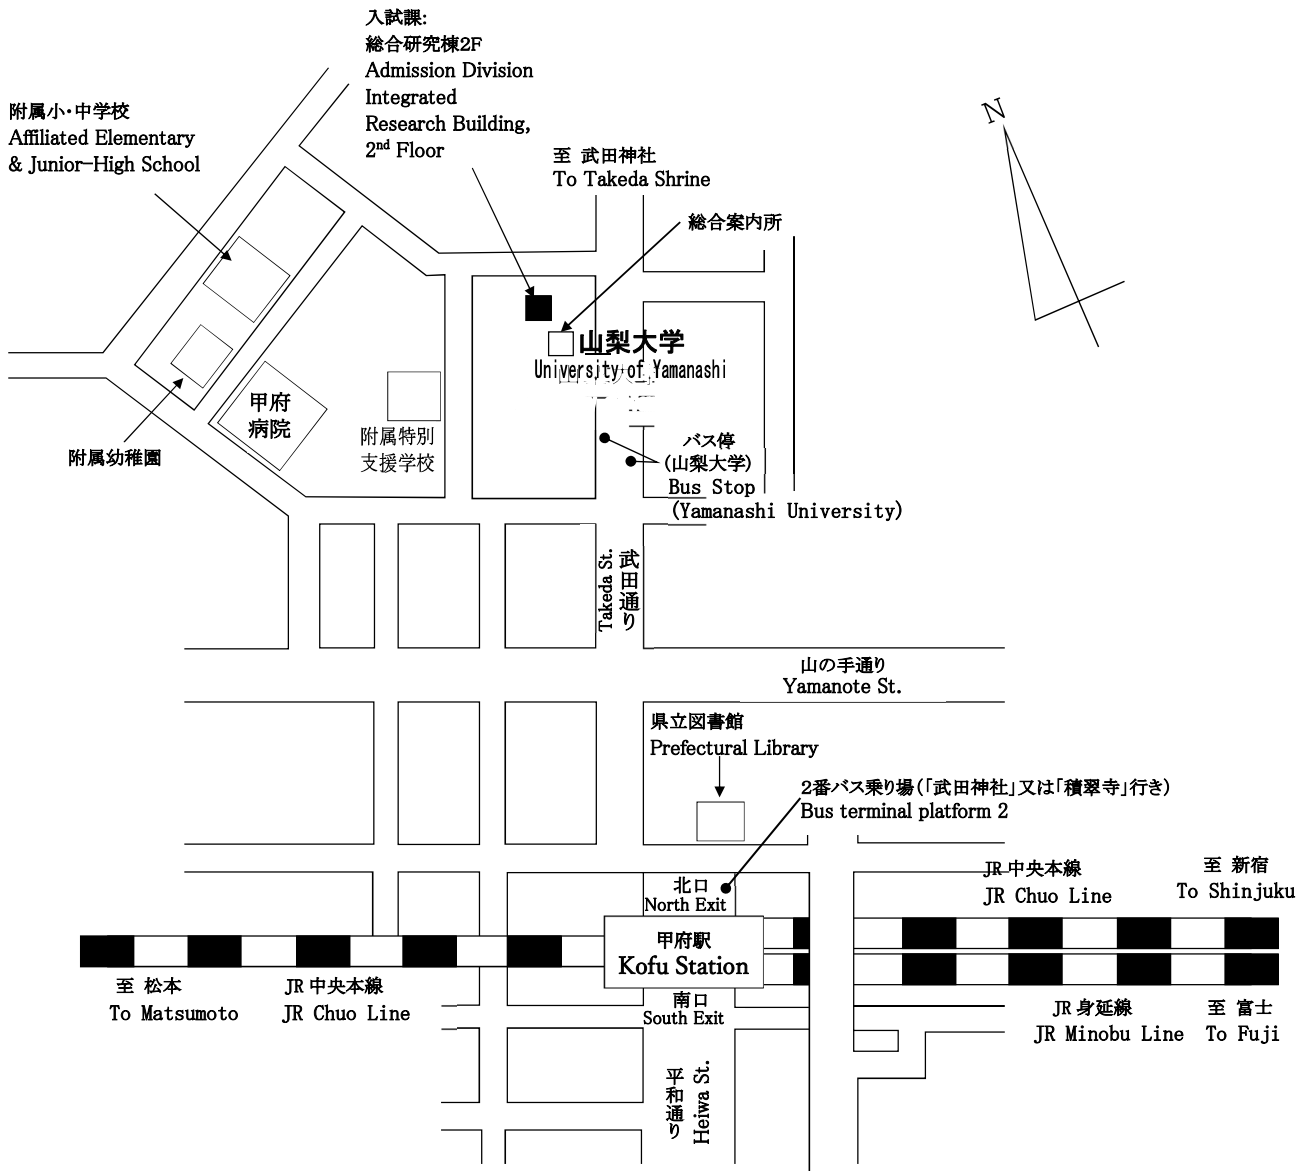 入試課:
総合研究棟2F
Admission Division
Integrated
Research Building,
2nd Floor
附属小・中学校
Affiliated Elementary
& Junior-High School
至 武田神社
To Takeda Shrine
N
総合案内所
山梨大学
University of Yamanashi
甲府
病院
附属特別
支援学校
附属幼稚園
バス停
(山梨大学)
Bus Stop
(Yamanashi University)
武田通り
Takeda St.
山の手通り
Yamanote St.
県立図書館
Prefectural Library
2番バス乗り場(「武田神社」又は「積翠寺」行き)
Bus terminal platform 2
北口
North Exit
JR 中央本線
JR Chuo Line
至 新宿
To Shinjuku
甲府駅
Kofu Station
至 松本
To Matsumoto
JR 中央本線
JR Chuo Line
南口
South Exit
JR 身延線
JR Minobu Line
至 富士
To Fuji
平和通り
Heiwa St.